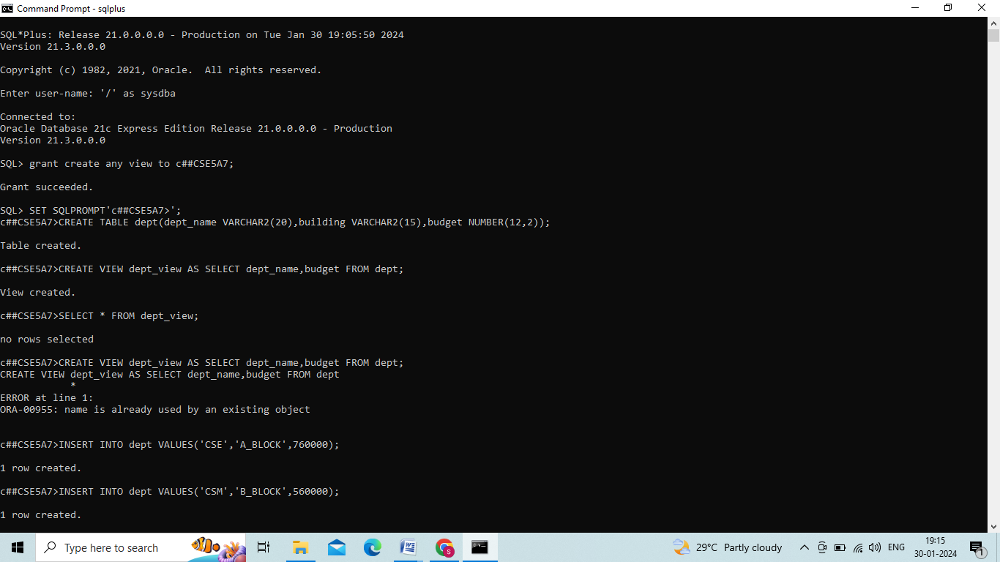 Command Prompt - sqlplus
SQL*Plus: Release 21.0.0.0.0 - Production on Tue Jan 30 19:05:50 2024
Version 21.3.0.0.0
Copyright (c) 1982, 2021, Oracle.  All rights reserved.
Enter user-name: '/' as sysdba
Connected to:
Oracle Database 21c Express Edition Release 21.0.0.0.0 - Production
Version 21.3.0.0.0
SQL> grant create any view to c##CSE5A7;
Grant succeeded.
SQL> SET SQLPROMPT'c##CSE5A7>';
c##CSE5A7>CREATE TABLE dept(dept_name VARCHAR2(20),building VARCHAR2(15),budget NUMBER(12,2));
Table created.
c##CSE5A7>CREATE VIEW dept_view AS SELECT dept_name,budget FROM dept;
View created.
c##CSE5A7>SELECT * FROM dept_view;
no rows selected
c##CSE5A7>CREATE VIEW dept_view AS SELECT dept_name,budget FROM dept;
CREATE VIEW dept_view AS SELECT dept_name,budget FROM dept
*
ERROR at line 1:
ORA-00955: name is already used by an existing object
c##CSE5A7>INSERT INTO dept VALUES('CSE','A_BLOCK',760000);
1 row created.
c##CSE5A7>INSERT INTO dept VALUES('CSM','B_BLOCK',560000);
1 row created.
Type here to search
29°C Partly cloudy
ENG
19:15
30-01-2024
1